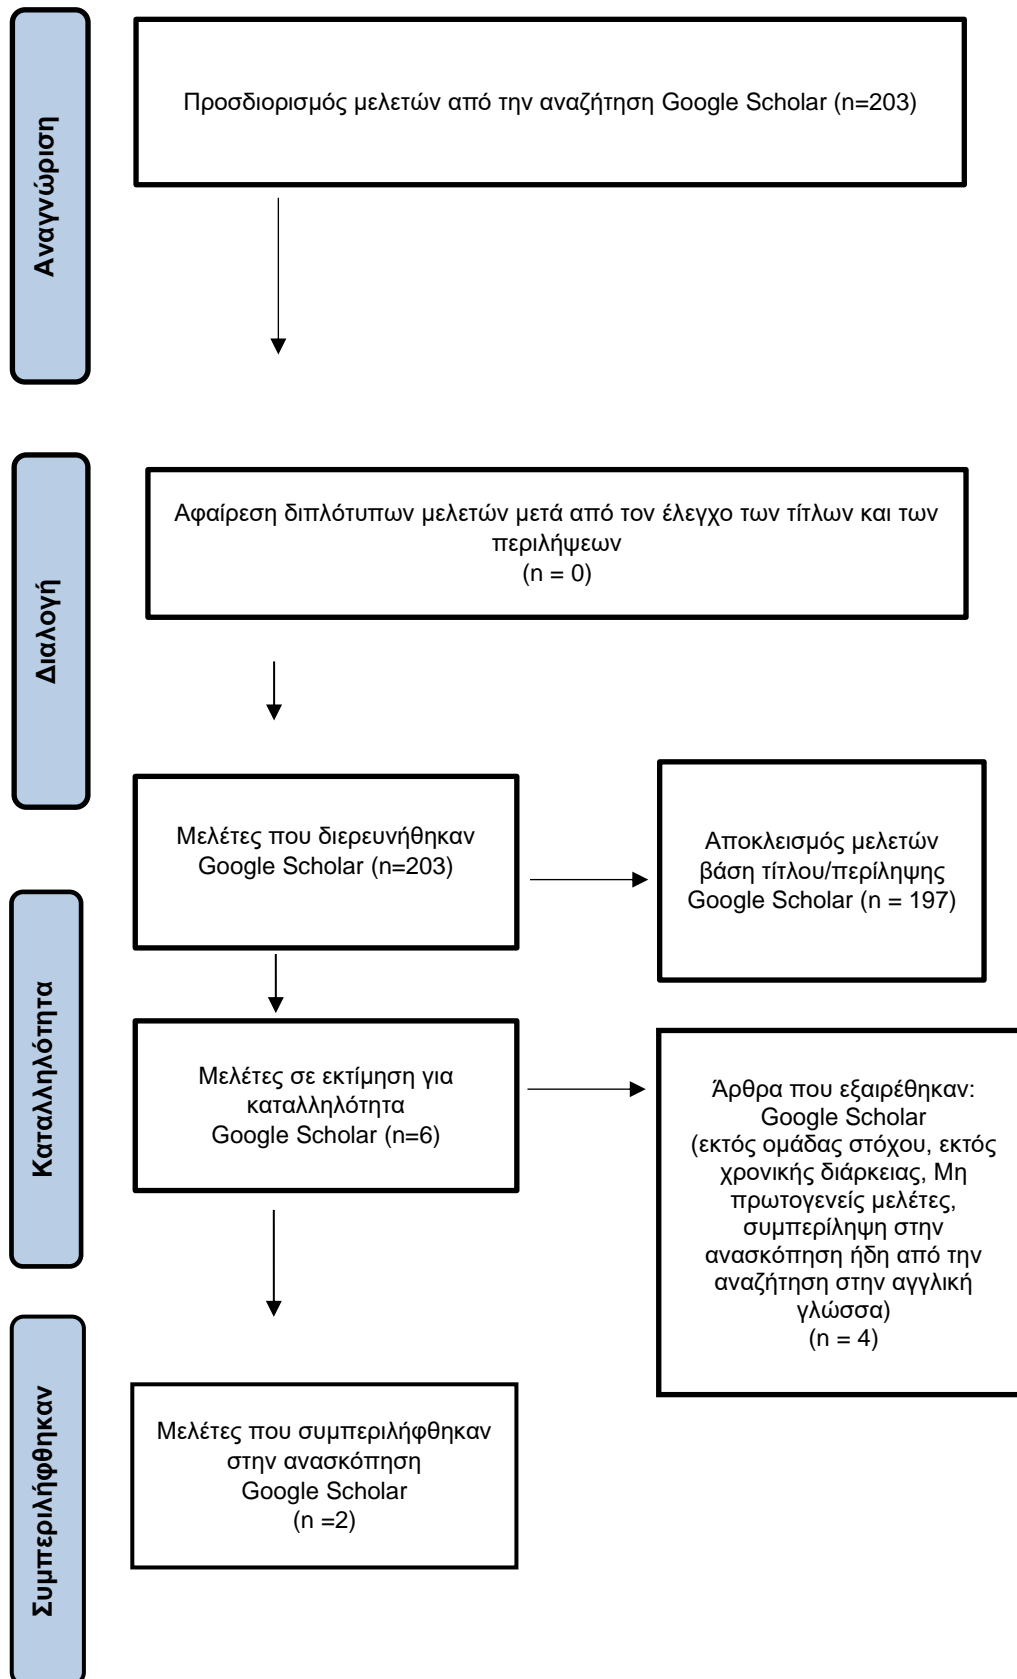 Αναγνώριση
Προσδιορισμός μελετών από την αναζήτηση Google Scholar (n=203)
Διαλογή
Αφαίρεση διπλότυπων μελετών μετά από τον έλεγχο των τίτλων και των
περιλήψεων
(n = 0)
Μελέτες που διερευνήθηκαν
Google Scholar (n=203)
Αποκλεισμός μελετών
βάση τίτλου/περίληψης
Google Scholar (n = 197)
Καταλληλότητα
Μελέτες σε εκτίμηση για
καταλληλότητα
Google Scholar (n=6)
Άρθρα που εξαιρέθηκαν:
Google Scholar
(εκτός ομάδας στόχου, εκτός
χρονικής διάρκειας, Μη
πρωτογενείς μελέτες,
συμπερίληψη στην
ανασκόπηση ήδη από την
αναζήτηση στην αγγλική
γλώσσα)
(n = 4)
Συμπεριλήφθηκαν
Μελέτες που συμπεριλήφθηκαν
στην ανασκόπηση
Google Scholar
(n =2)